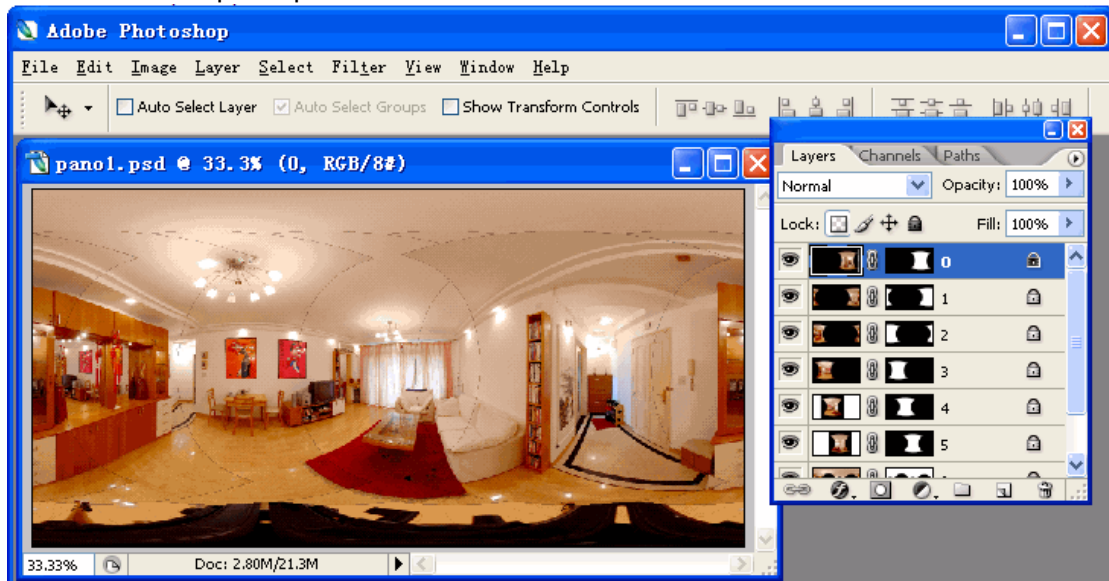 Adobe Photoshop
File Edit Image Layer Select Filter View Window Help
Auto Select Layer Auto Select Groups Show Transform Controls
pano1.psd @ 33.3% (0, RGB/8#)
Layers Channels Paths
Normal Opacity: 100%
Lock: Fill: 100%
0
1
2
3
4
5
33.33% Doc: 2.80M/21.3M